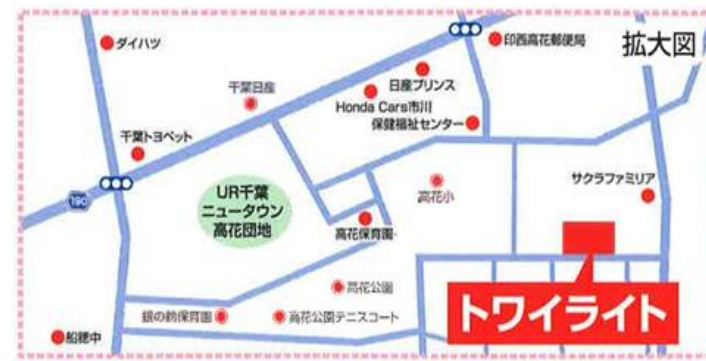 拡大図
ダイハツ
印西高花郵便局
千葉日産
日産プリンス
Honda Cars市川
保健福祉センター
千葉トヨペット
190
UR千葉
ニュータウン
高花団地
高花小
サクラファミリア
高花保育園
高花公園
銀の鈴保育園
高花公園テニスコート
船穂中
トワイライト